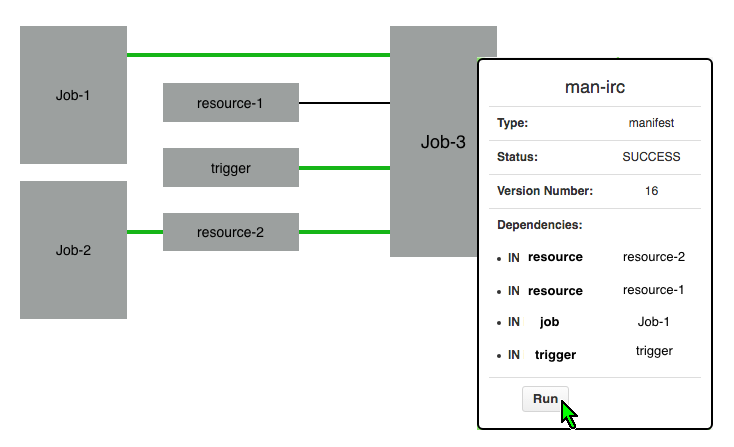 Job-1
resource-1
trigger
Job-2
resource-2
Job-3
man-irc
Type: manifest
Status: SUCCESS
Version Number: 16
Dependencies:
• IN resource resource-2
• IN resource resource-1
• IN job Job-1
• IN trigger trigger
Run